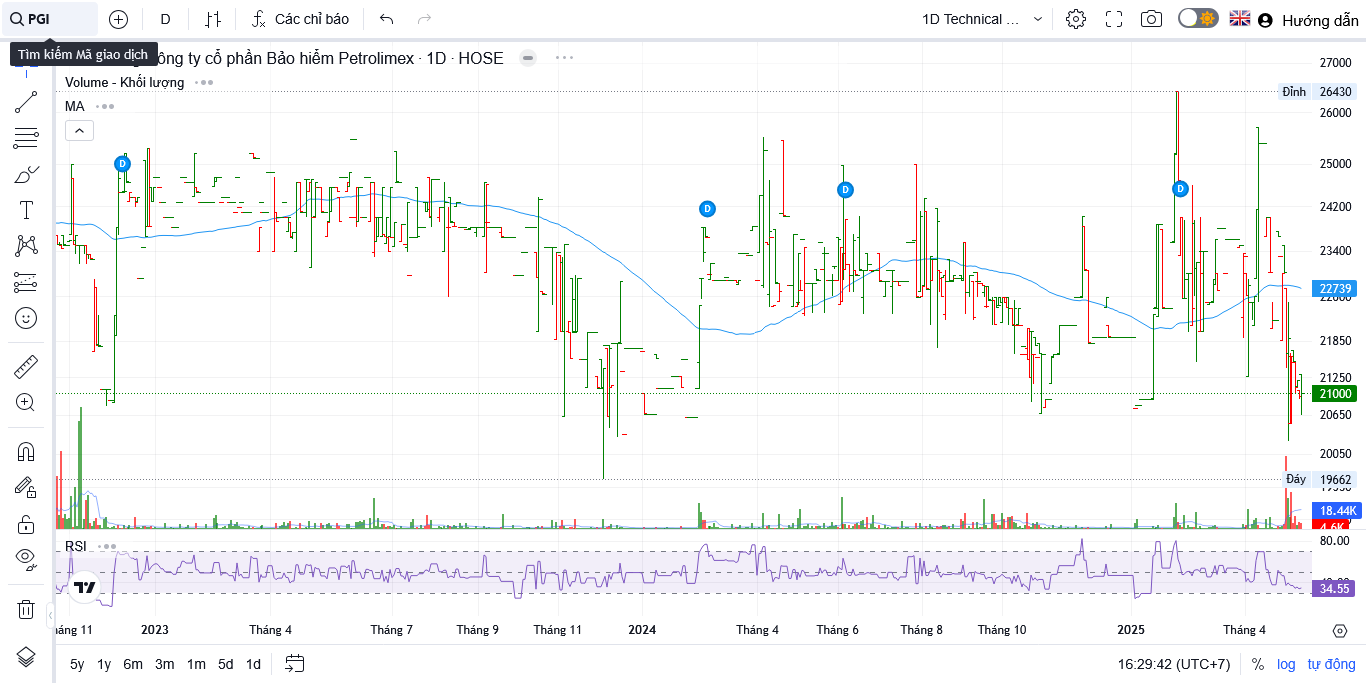 PGI
D
Các chỉ báo
1D Technical ...
Hướng dẫn
Tìm kiếm Mã giao dịch
ông ty cổ phần Bảo hiểm Petrolimex · 1D · HOSE
Volume - Khối lượng
MA
D
D
D
D
27000
Đỉnh 26430
26000
25000
24200
23400
22739
22600
21850
21250
21000
20650
20050
Đáy 19662
18.44K
4.6K
RSI
80.00
34.55
háng 11
2023
Tháng 4
Tháng 7
Tháng 9
Tháng 11
2024
Tháng 4
Tháng 6
Tháng 8
Tháng 10
2025
Tháng 4
5y 1y 6m 3m 1m 5d 1d
16:29:42 (UTC+7) % log tự động